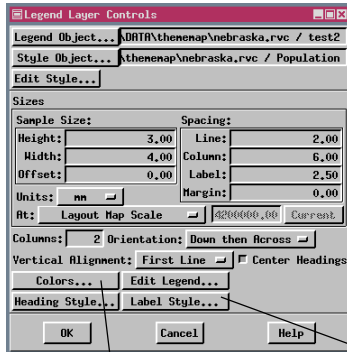 Legend Layer Controls
Legend Object... \DATA\thememap\nebraska.rvc / test2
Style Object... \thememap\nebraska.rvc / Population
Edit Style...
Sizes
Sample Size: Spacing:
Height: 3.00 Line: 2.00
Width: 4.00 Column: 6.00
Offset: 0.00 Label: 2.50
Units: mm Margin: 0.00
At: Layout Map Scale 4200000.00 Current
Columns: 2 Orientation: Down then Across
Vertical Alignment: First Line Center Headings
Colors... Edit Legend...
Heading Style... Label Style...
OK Cancel Help